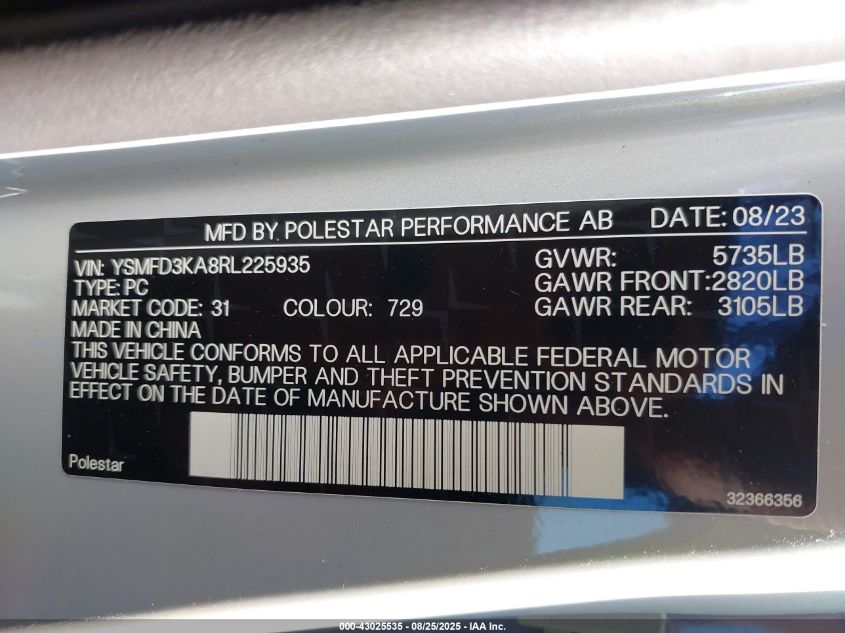 MFD BY. POLESTAR PERFORMANCE AB DATE: 08/23
VIN: YSMFD3KA8RL225935 GVWR: 5735LB
TYPE: PC GAWR FRONT:2820LB
MARKET CODE: 31 COLOUR: 729 GAWR REAR: 3105LB
MADE IN CHINA
THIS VEHICLE CONFORMS TO ALL APPLICABLE FEDERAL MOTOR
VEHICLE SAFETY, BUMPER AND THEFT PREVENTION STANDARDS IN
EFFECT ON THE DATE OF MANUFACTURE SHOWN ABOVE.
Polestar
32366356
000-43025535 - 08/25/2025 - IAA Inc.